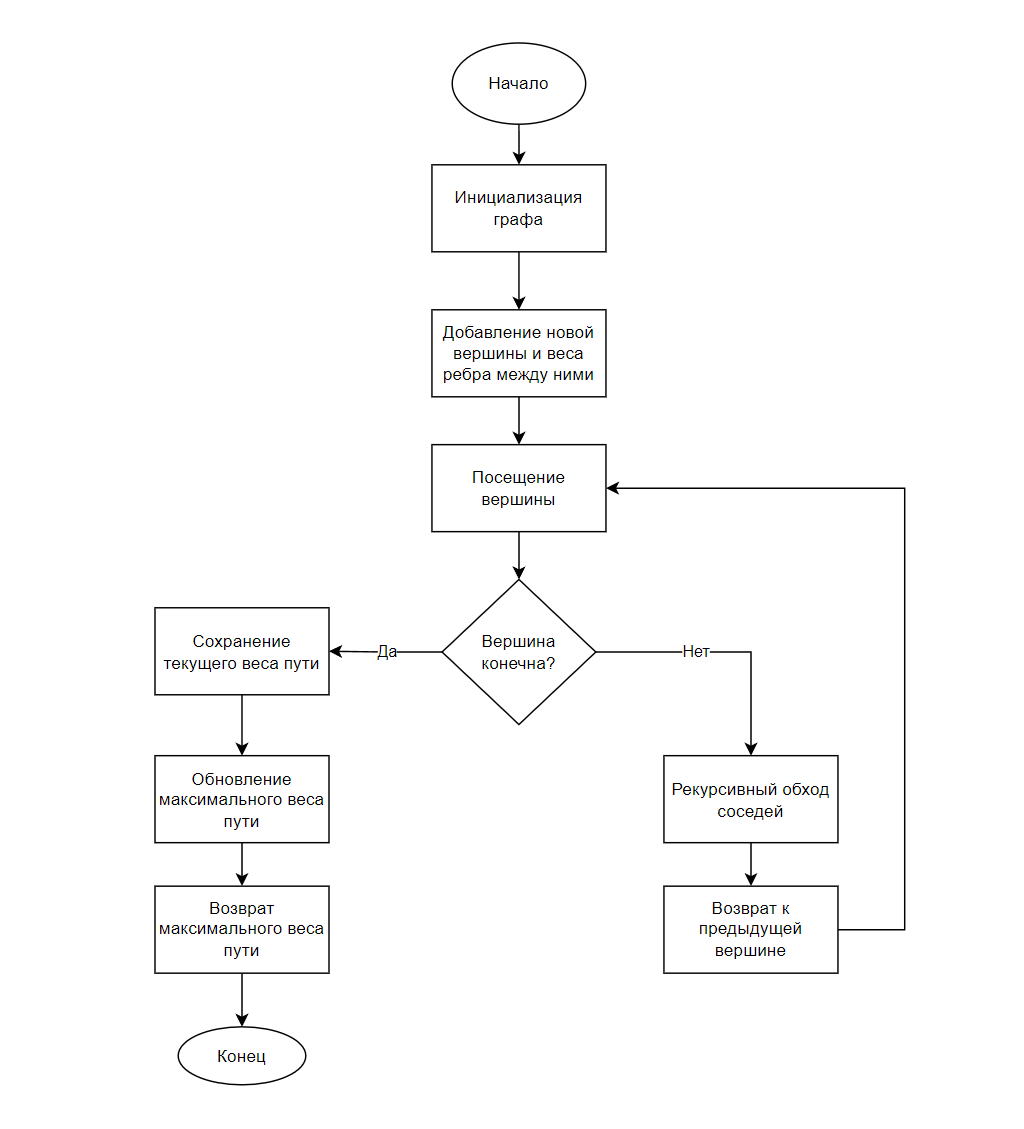 Начало
Инициализация
графа
Добавление новой
вершины и веса
ребра между ними
Посещение
вершины
Вершина
конечна?
Да
Нет
Сохранение
текущего веса пути
Обновление
максимального веса
пути
Рекурсивный обход
соседей
Возврат
максимального веса
пути
Возврат к
предыдущей
вершине
Конец